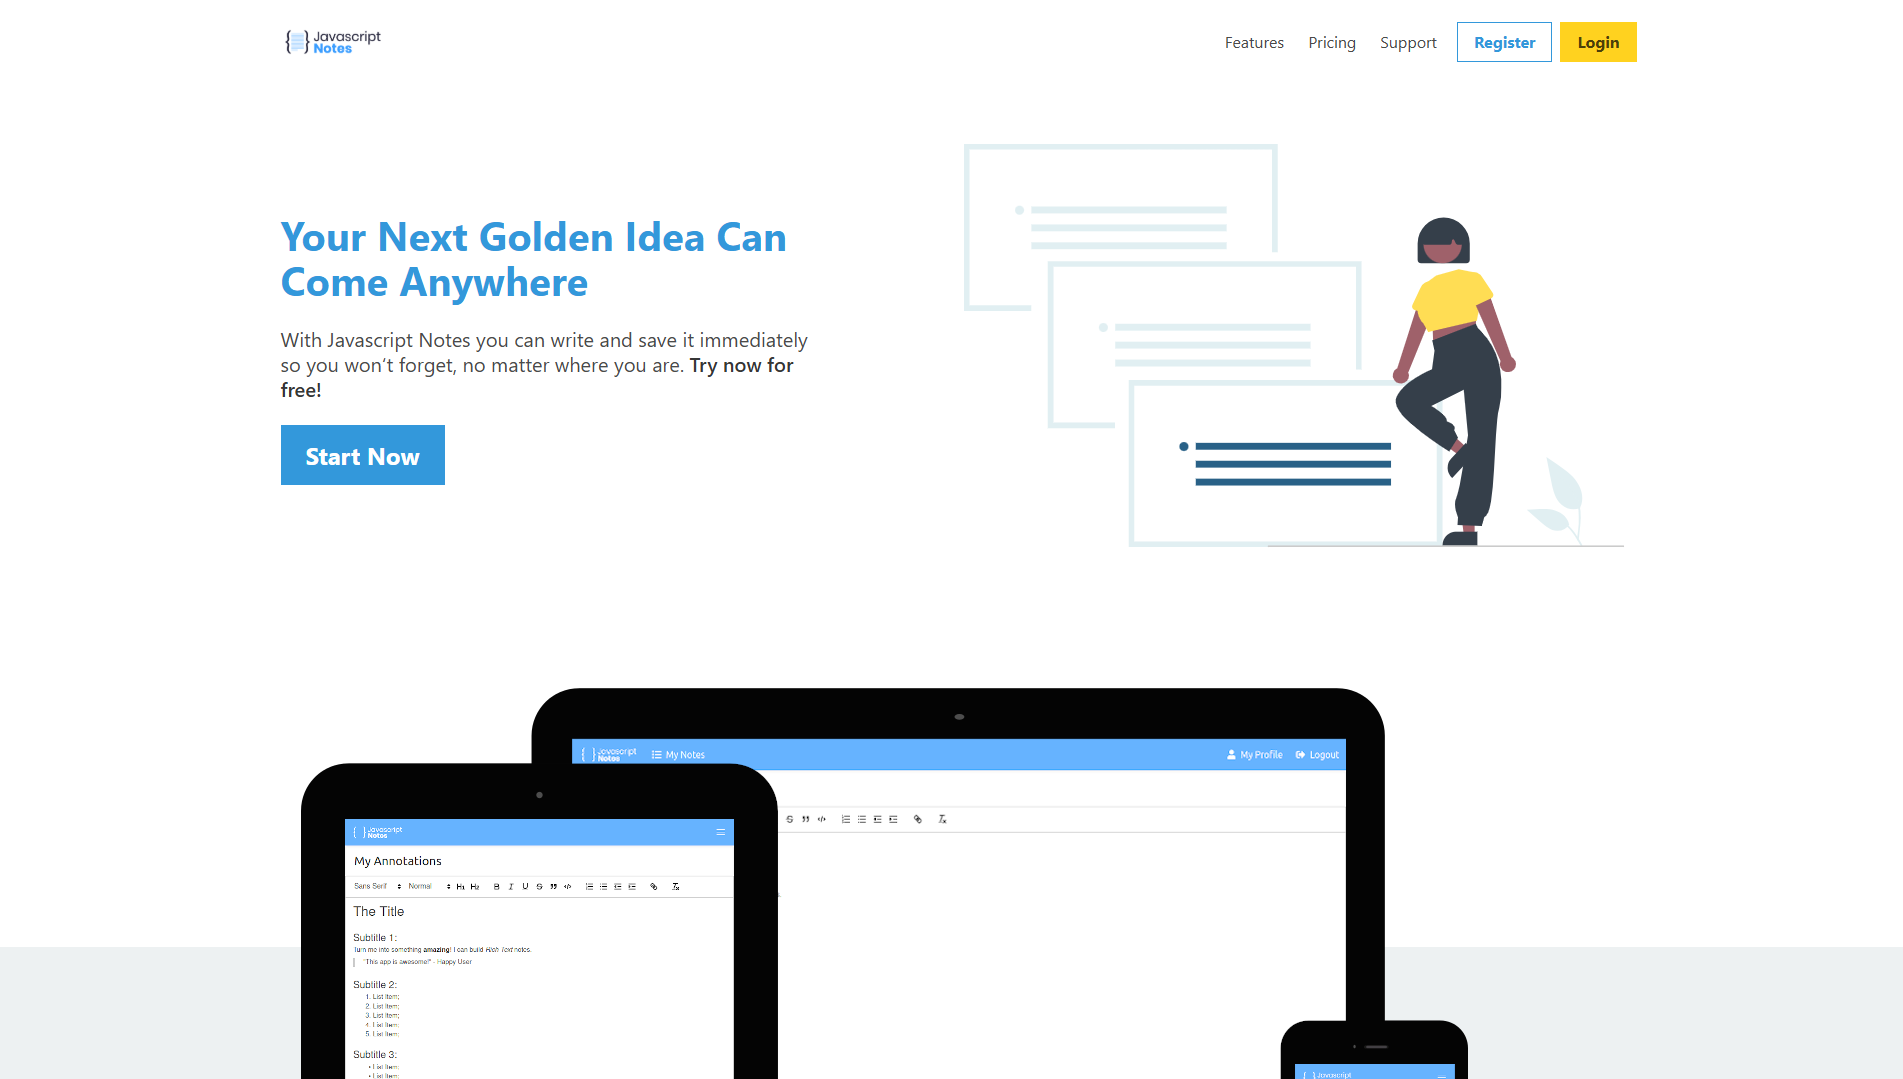 Javascript
Notes
Features Pricing Support Register Login
Your Next Golden Idea Can
Come Anywhere
With Javascript Notes you can write and save it immediately
so you won't forget, no matter where you are. Try now for
free!
Start Now
Javascript
Notes
My Notes My Profile Logout
Javascript
Notes
My Annotations
Sans Serif Normal H1 H2 B I U S
The Title
Subtitle 1:
Turn me into something amazing! I can build Rich Text notes.
"This app is awesome!" - Happy User
Subtitle 2:
1. List Item;
2. List Item;
3. List Item;
4. List Item;
5. List Item;
Subtitle 3:
• List Item;
• List Item;
Javascript